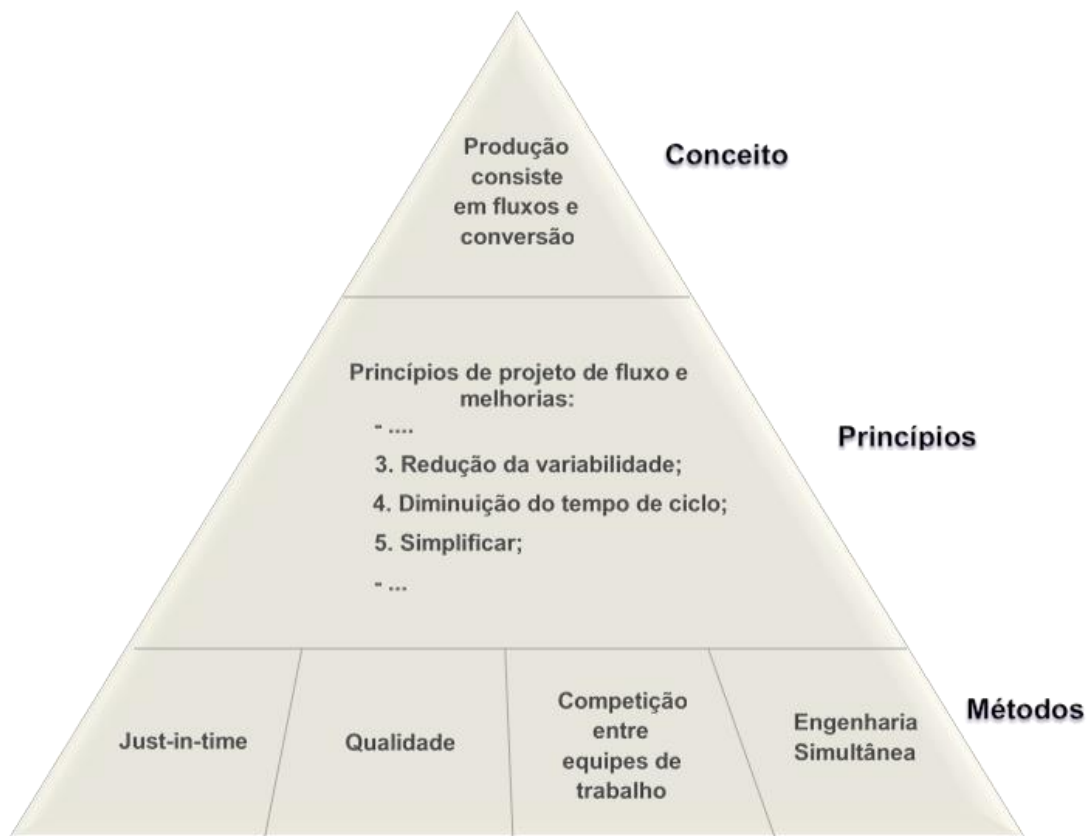 Produção
consiste
em fluxos e
conversão
Conceito
Princípios de projeto de fluxo e
melhorias:
- ....
3. Redução da variabilidade;
4. Diminuição do tempo de ciclo;
5. Simplificar;
- ...
Princípios
Just-in-time
Qualidade
Competição
entre
equipes de
trabalho
Engenharia
Simultânea
Métodos